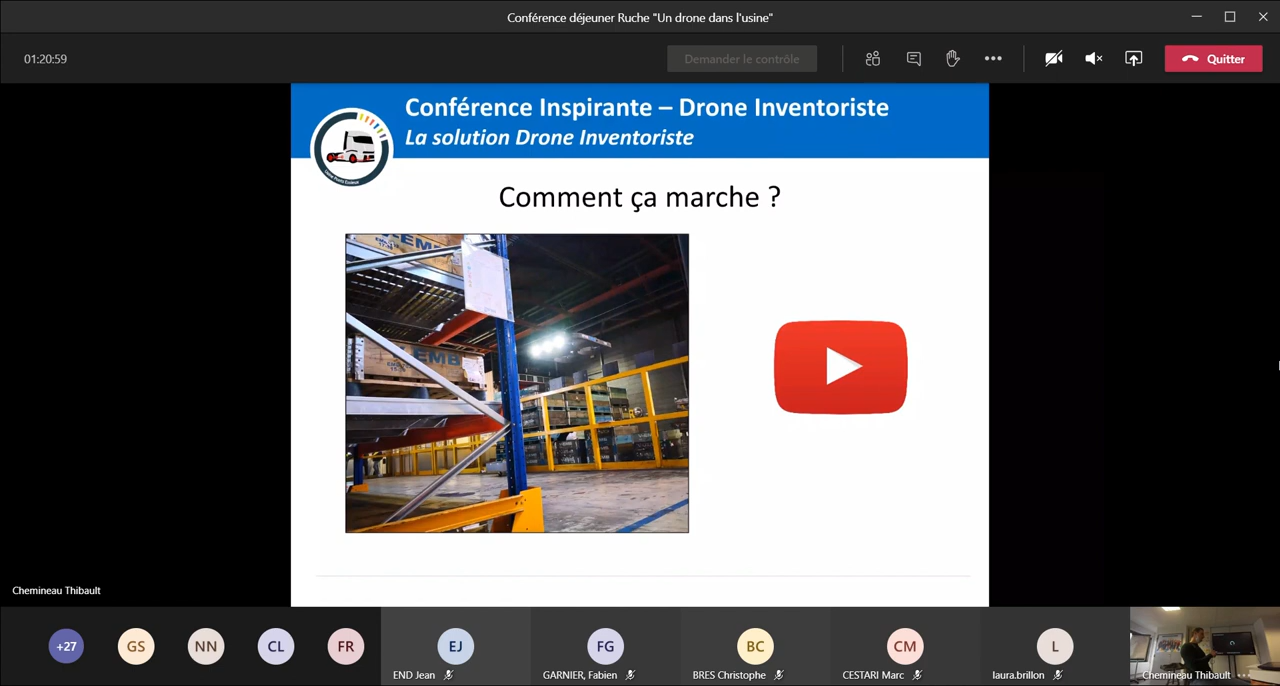 Conférence déjeuner Ruche "Un drone dans l'usine"
01:20:59
Demander le contrôle
Quitter
Conférence Inspirante – Drone Inventoriste
La solution Drone Inventoriste
Comment ça marche ?
EMB
EMB
Chemineau Thibault
+27
GS
NN
CL
FR
EJ
END Jean
FG
GARNIER, Fabien
BC
BRES Christophe
CM
CESTARI Marc
L
laura.brillon
Chemineau Thibault